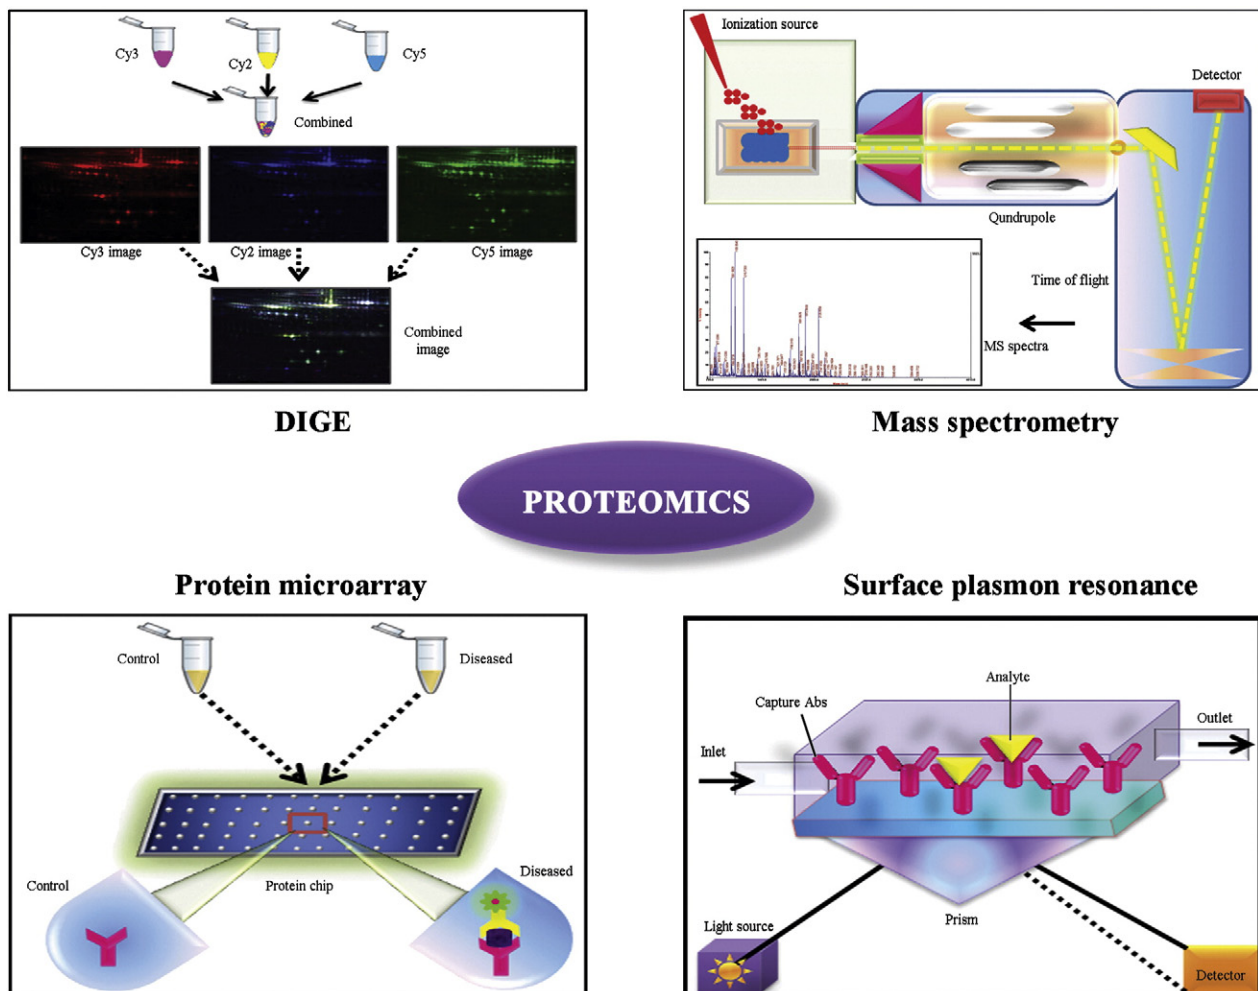 Cy3
Cy2
Cy5
Combined
Cy3 image
Cy2 image
Cy5 image
Combined
image
DIGE
Ionization source
Detector
Qundrupole
Time of flight
MS spectra
Mass spectrometry
PROTEOMICS
Protein microarray
Control
Diseased
Control
Protein chip
Diseased
Surface plasmon resonance
Analyte
Capture Abs
Outlet
Inlet
Prism
Light source
Detector